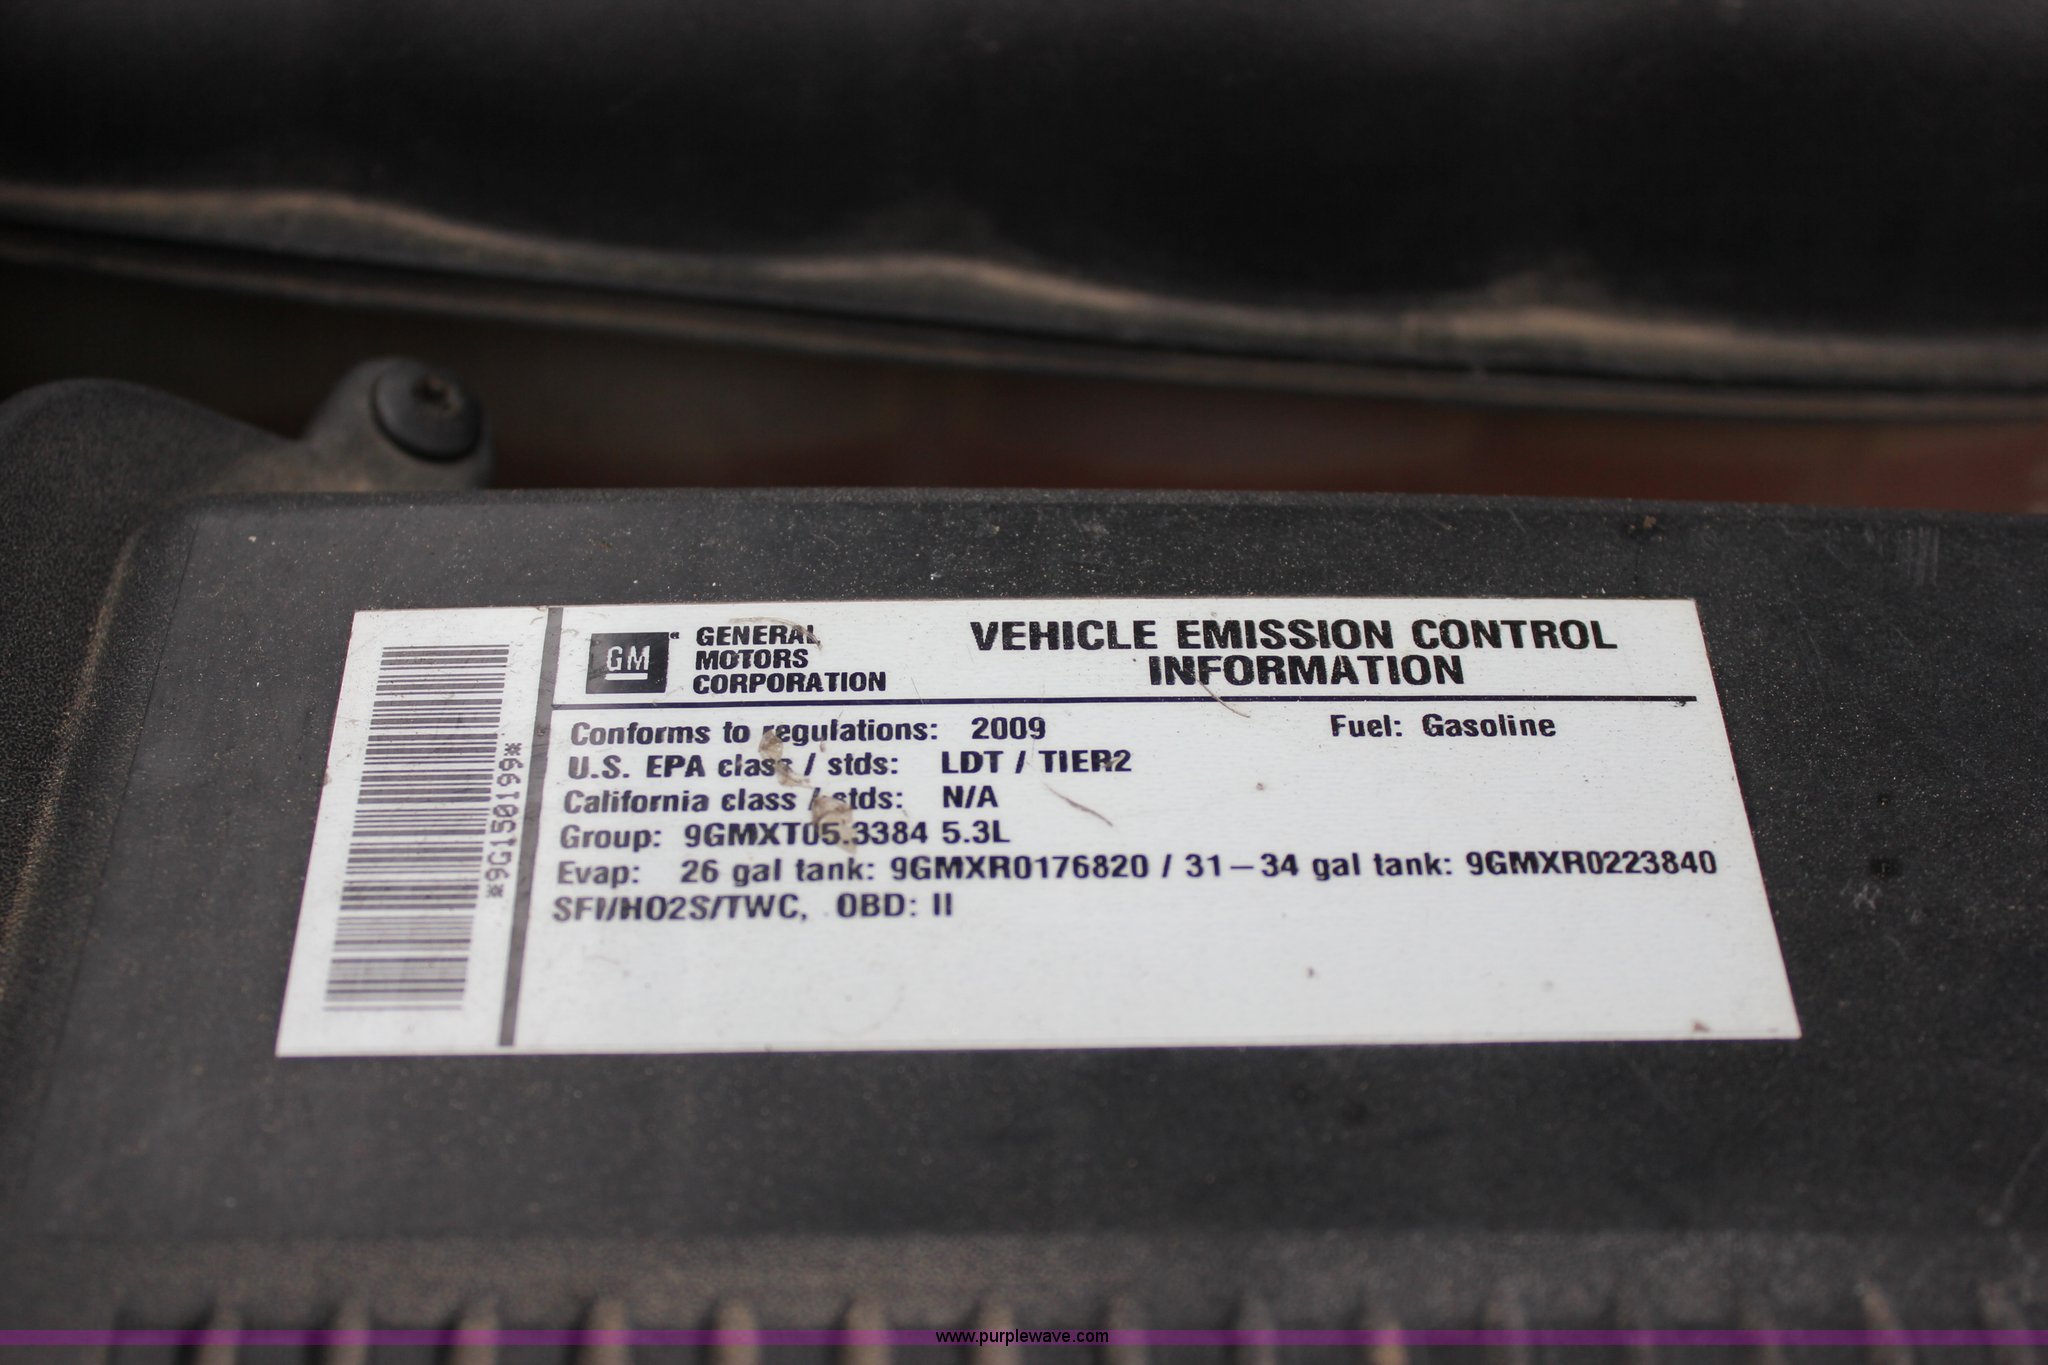 GM
GENERAL
MOTORS
CORPORATION
VEHICLE EMISSION CONTROL
INFORMATION
Conforms to regulations: 2009 Fuel: Gasoline
U.S. EPA class / stds: LDT / TIER2
California class / stds: N/A
Group: 9GMXT05.3384 5.3L
Evap: 26 gal tank: 9GMXR0176820 / 31-34 gal tank: 9GMXR0223840
SFI/HO2S/TWC, OBD: II
*9G150199*
www.purplewave.com